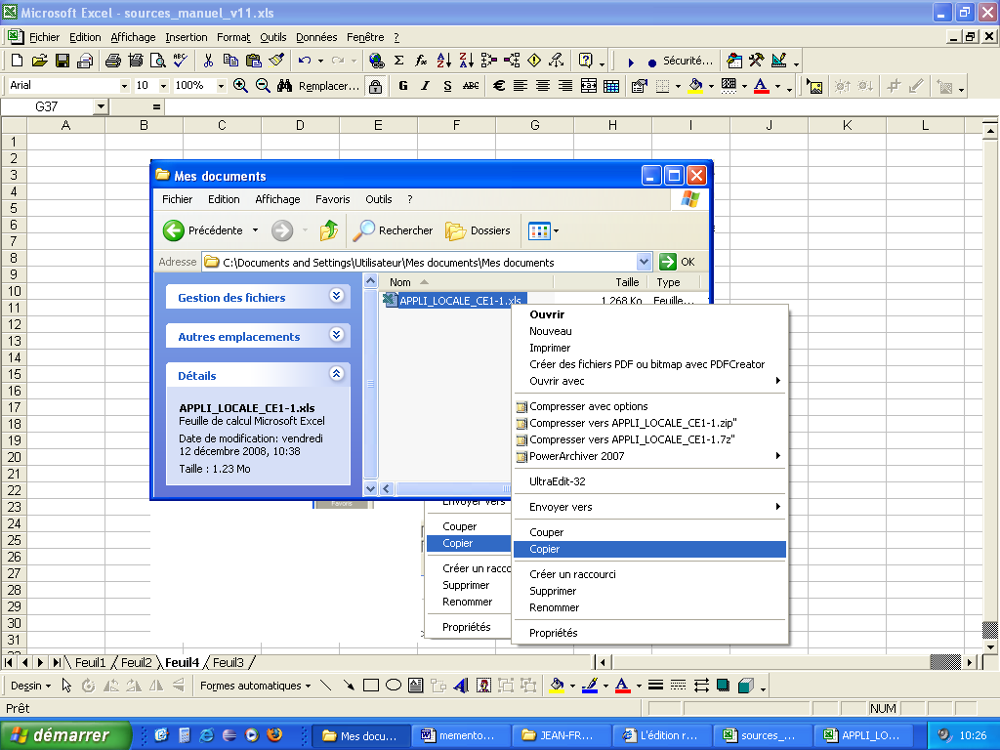 Microsoft Excel - sources_manuel_v11.xls
Fichier Edition Affichage Insertion Format Outils Données Fenêtre ?
Sécurité...
Arial 10 100% Remplacer... G I S ABC
G37 =
A B C D E F G H I J K L
1
2
3
4
5
6
7
8
9
10
11
12
13
14
15
16
17
18
19
20
21
22
23
24
25
26
27
28
29
30
31
Mes documents
Fichier Edition Affichage Favoris Outils ?
Précédente Rechercher Dossiers
Adresse C:\Documents and Settings\Utilisateur\Mes documents\Mes documents OK
Nom Taille Type
APPLI_LOCALE_CE1-1.xls 1 268 Ko Feuille...
Gestion des fichiers
Autres emplacements
Détails
APPLI_LOCALE_CE1-1.xls
Feuille de calcul Microsoft Excel
Date de modification: vendredi
12 décembre 2008, 10:38
Taille : 1.23 Mo
Ouvrir
Nouveau
Imprimer
Créer des fichiers PDF ou bitmap avec PDFCreator
Ouvrir avec
Compresser avec options
Compresser vers APPLI_LOCALE_CE1-1.zip"
Compresser vers APPLI_LOCALE_CE1-1.7z"
PowerArchiver 2007
UltraEdit-32
Envoyer vers
Couper
Copier
Créer un raccourci
Supprimer
Renommer
Propriétés
Envoyer vers
Couper
Copier
Créer un racco
Supprimer
Renommer
Propriétés
Feuil1 Feuil2 Feuil4 Feuil3
Dessin Formes automatiques
Prêt NUM
démarrer Mes docu... memento... JEAN-FR... L'édition r... sources_... APPLI_LO... 10:26